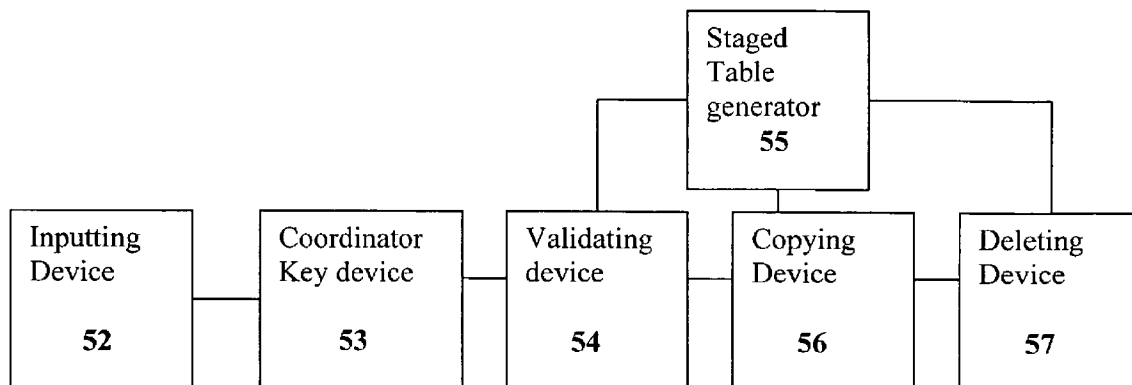 Staged
Table
generator
55
Inputting
Device
52
Coordinator
Key device
53
Validating
device
54
Copying
Device
56
Deleting
Device
57